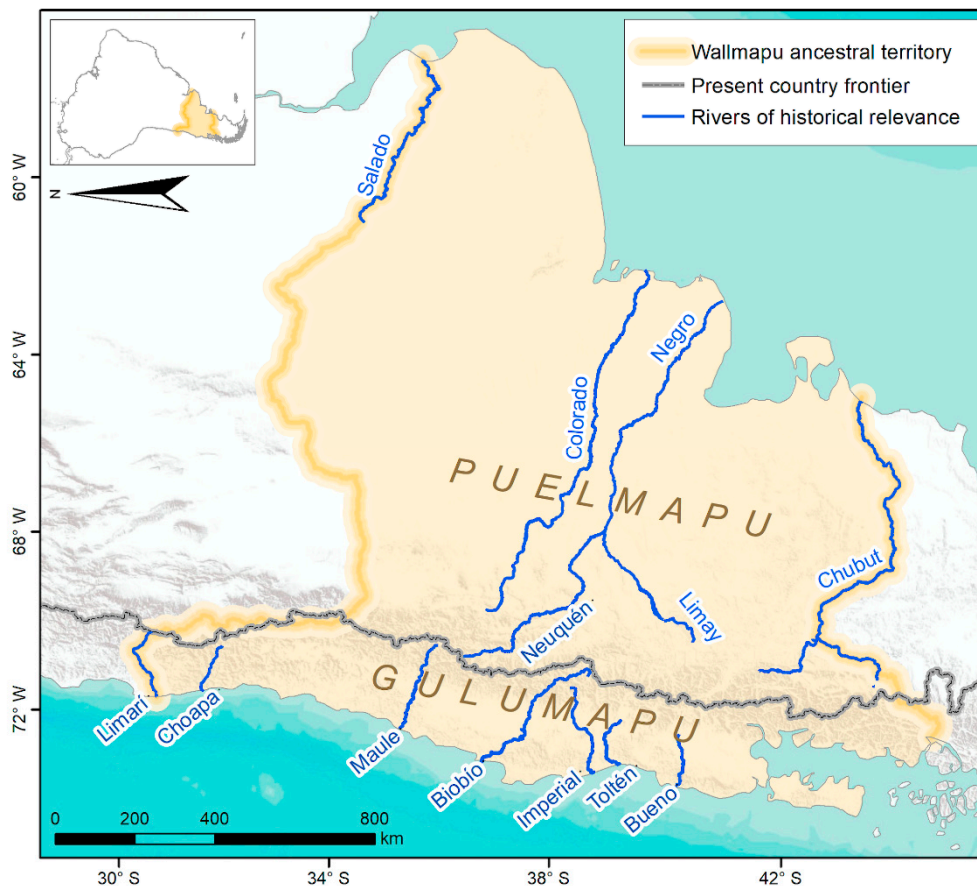 Wallmapu ancestral territory
Present country frontier
Rivers of historical relevance
N
60° W
64° W
68° W
72° W
Salado
Colorado
Negro
PUELMAPU
Chubut
Neuquén
Limay
GULUMAPU
Limarí
Choapa
Maule
Biobío
Imperial
Toltén
Bueno
0 200 400 800
km
30° S 34° S 38° S 42° S